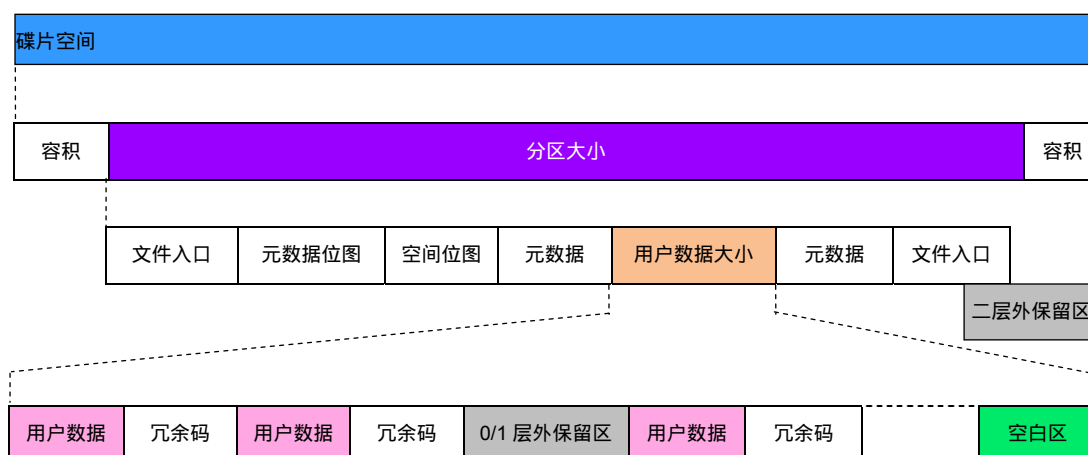 碟片空间
容积
分区大小
容积
文件入口
元数据位图
空间位图
元数据
用户数据大小
元数据
文件入口
二层外保留区
用户数据
冗余码
用户数据
冗余码
0/1 层外保留区
用户数据
冗余码
空白区